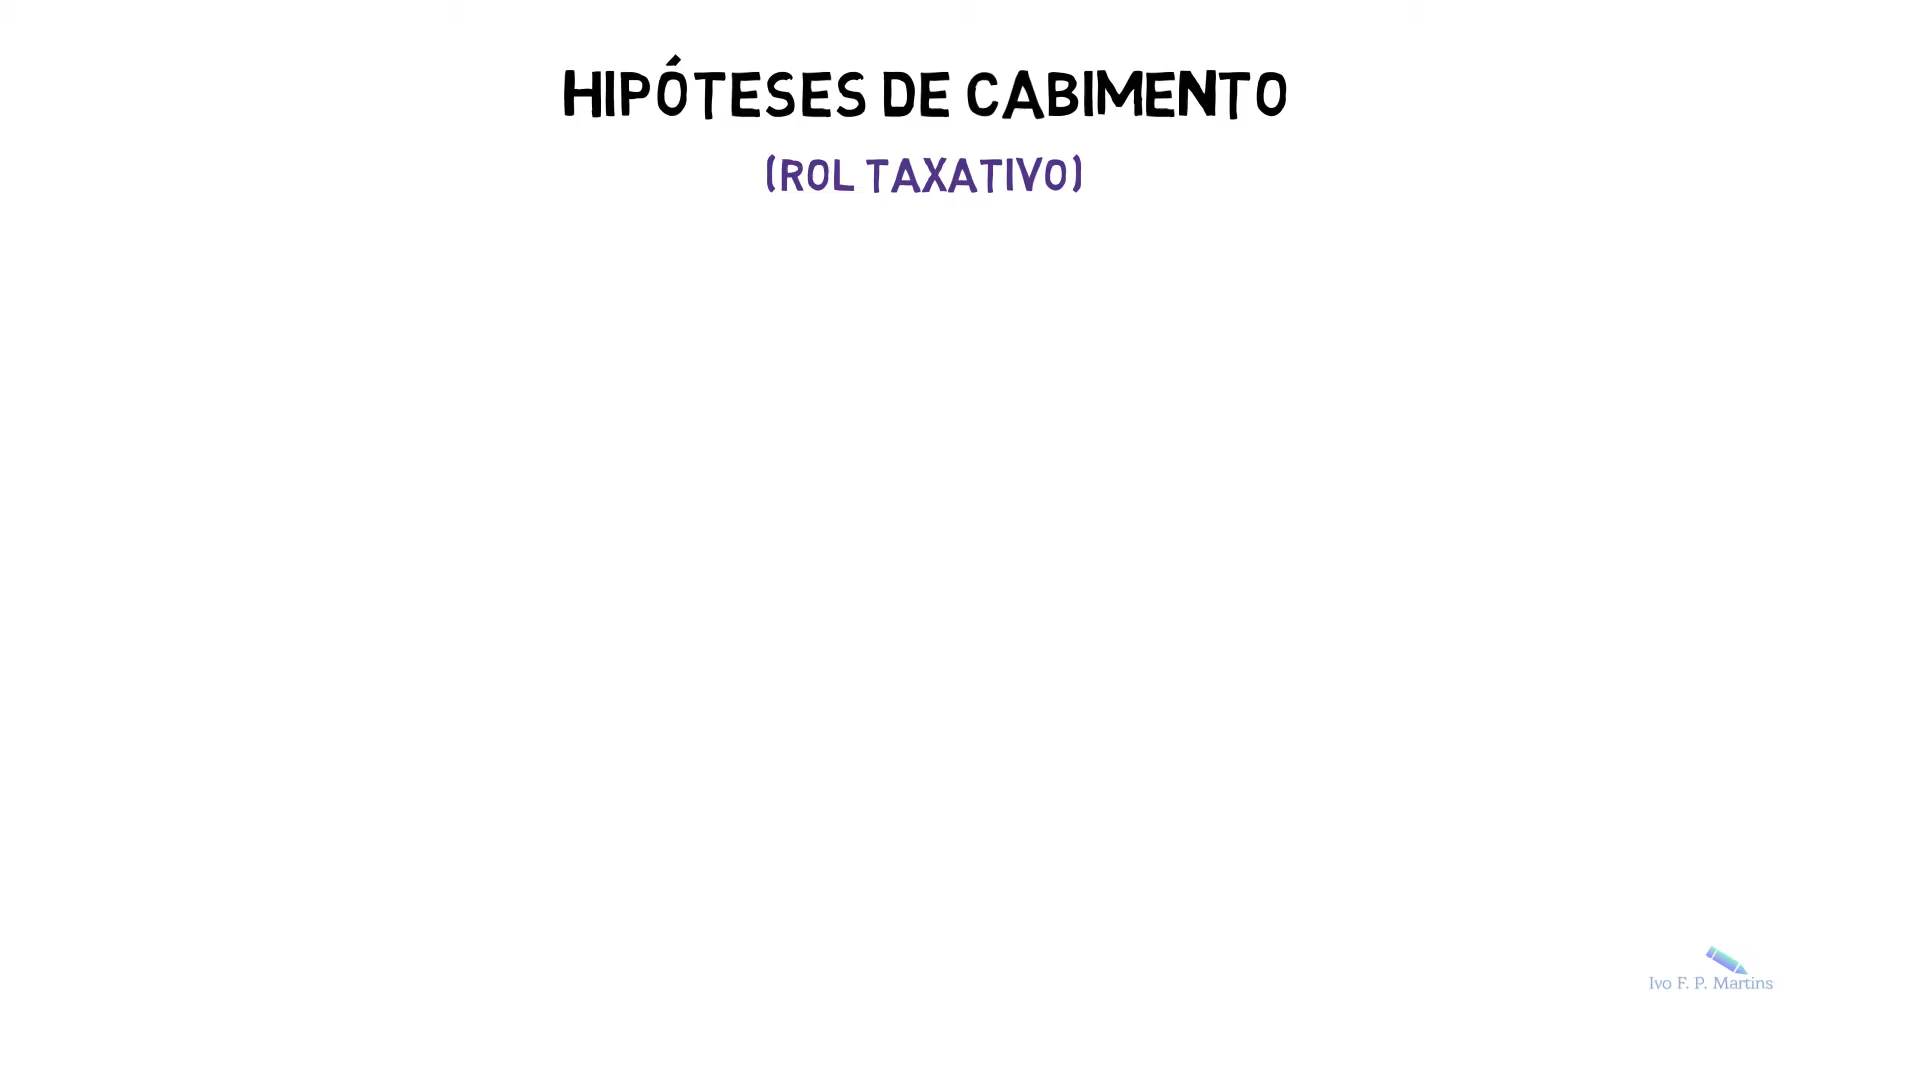 HIPÓTESES DE CABIMENTO
(ROL TAXATIVO)
Ivo F. P. Martins